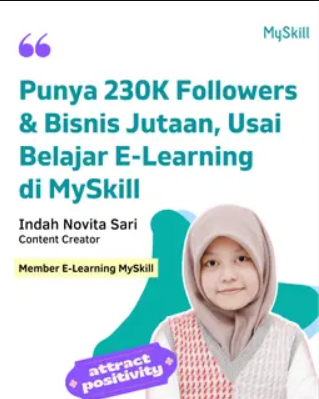 MySkill
Punya 230K Followers
& Bisnis Jutaan, Usai
Belajar E-Learning
di MySkill
Indah Novita Sari
Content Creator
Member E-Learning MySkill
attract
positivity